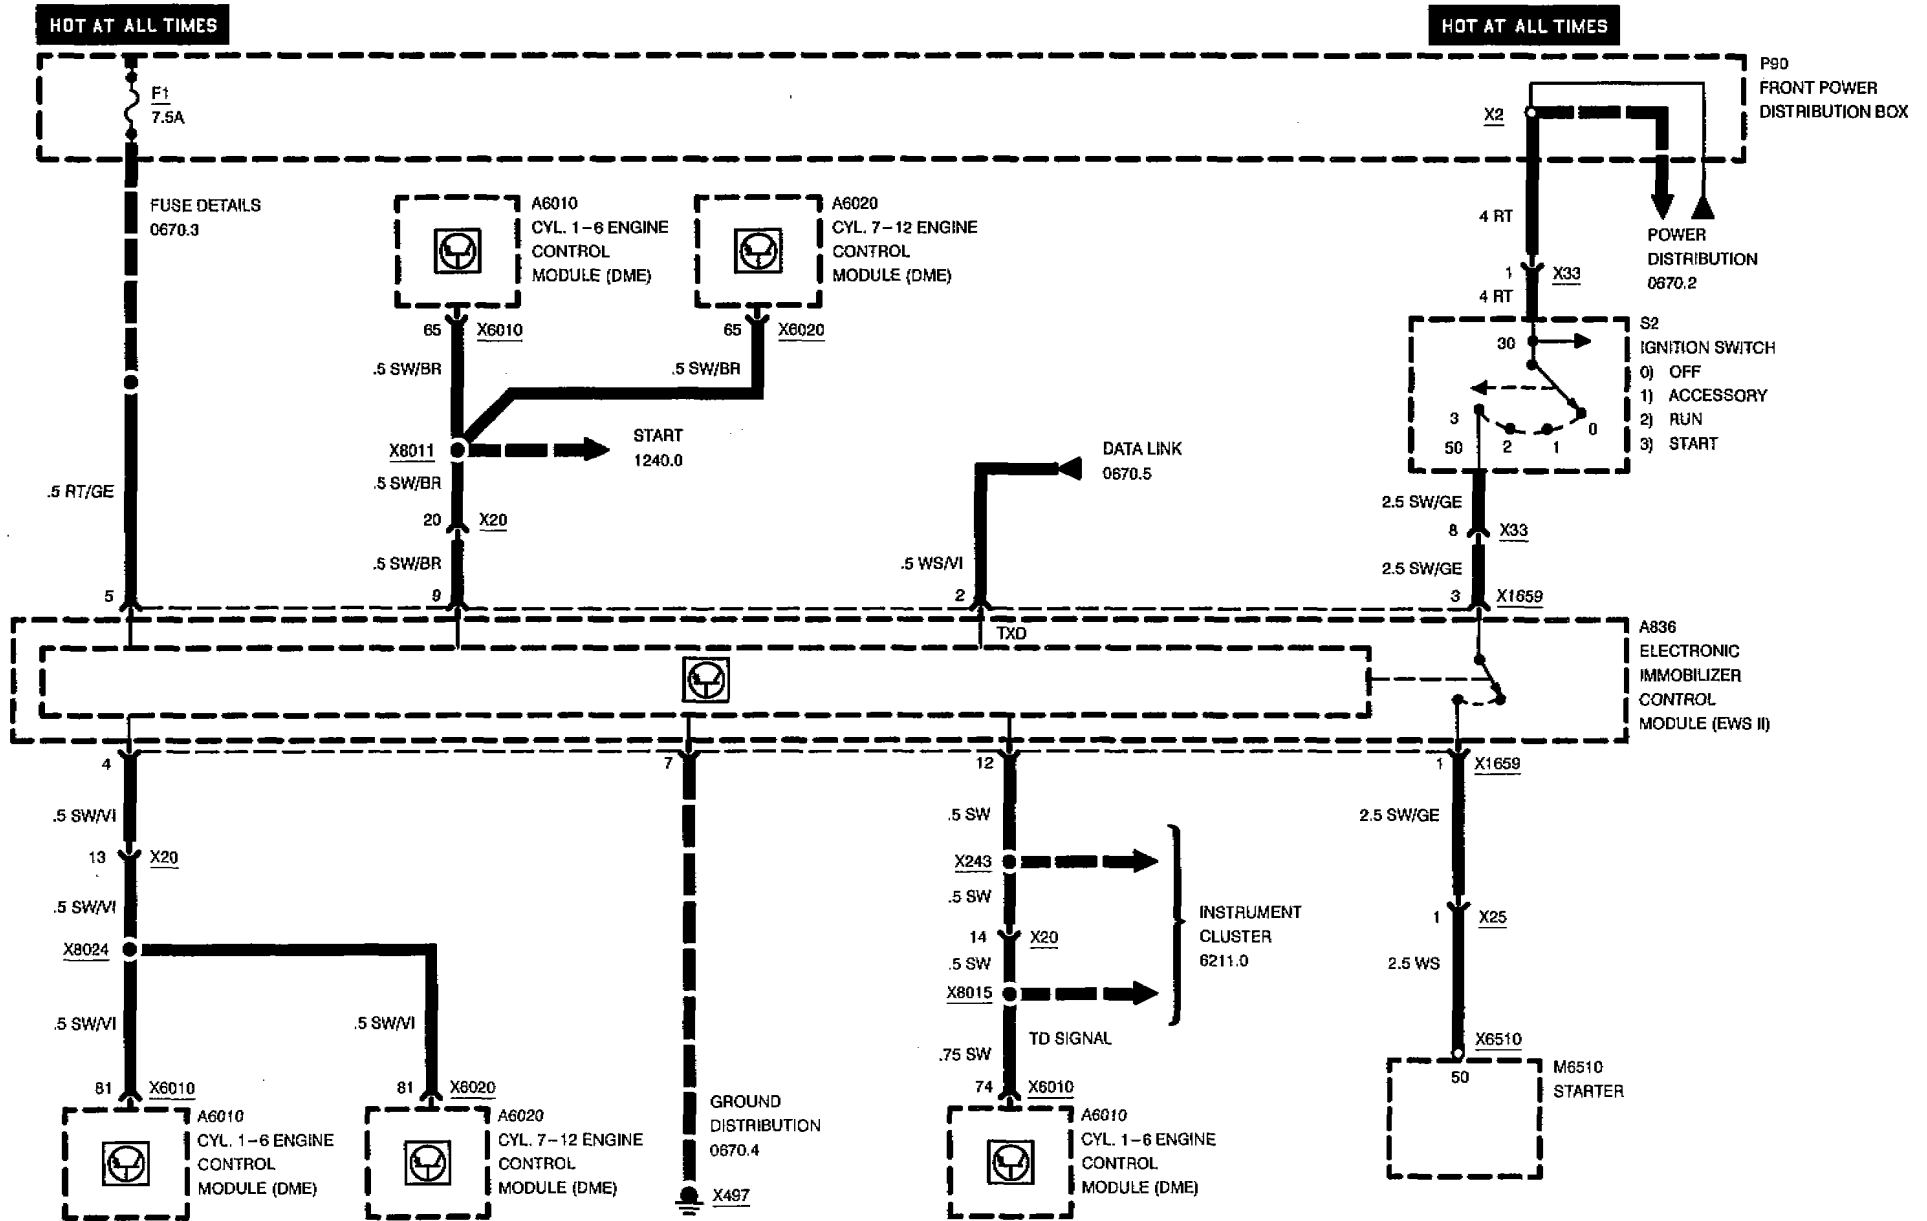 HOT AT ALL TIMES
HOT AT ALL TIMES
F1
7.5A
X2
P90
FRONT POWER
DISTRIBUTION BOX
FUSE DETAILS
0670.3
A6010
CYL. 1-6 ENGINE
CONTROL
MODULE (DME)
A6020
CYL. 7-12 ENGINE
CONTROL
MODULE (DME)
4 RT
POWER
DISTRIBUTION
0670.2
1
X33
4 RT
65
X6010
65
X6020
.5 SW/BR
.5 SW/BR
S2
IGNITION SWITCH
0) OFF
1) ACCESSORY
2) RUN
3) START
30
3
0
50
2
1
X8011
START
1240.0
DATA LINK
0670.5
.5 RT/GE
.5 SW/BR
2.5 SW/GE
20
X20
8
X33
.5 SW/BR
.5 WS/VI
2.5 SW/GE
5
9
2
3
X1659
TXD
A836
ELECTRONIC
IMMOBILIZER
CONTROL
MODULE (EWS II)
4
7
12
1
X1659
.5 SW/VI
.5 SW
2.5 SW/GE
13
X20
X243
.5 SW/VI
.5 SW
INSTRUMENT
CLUSTER
6211.0
1
X25
14
X20
X8024
.5 SW
2.5 WS
X8015
.5 SW/VI
.5 SW/VI
TD SIGNAL
.75 SW
X6510
50
M6510
STARTER
81
X6010
81
X6020
74
X6010
GROUND
DISTRIBUTION
0670.4
A6010
CYL. 1-6 ENGINE
CONTROL
MODULE (DME)
A6020
CYL. 7-12 ENGINE
CONTROL
MODULE (DME)
X497
A6010
CYL. 1-6 ENGINE
CONTROL
MODULE (DME)